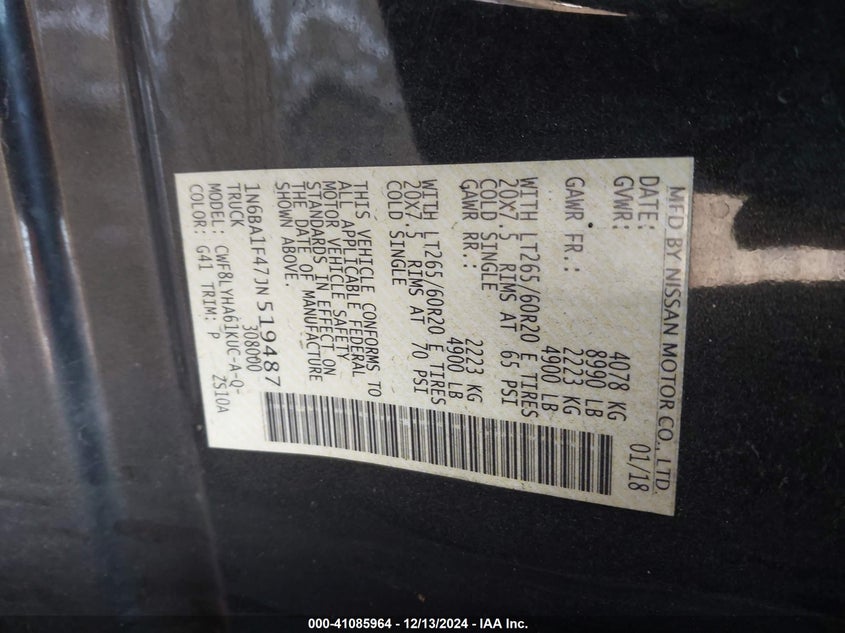 MFD BY NISSAN MOTOR CO., LTD.
DATE: 01/18
GVWR: 4078 KG
8990 LB
GAWR FR.: 2223 KG
4900 LB
WITH LT265/60R20 E TIRES
20X7.5 RIMS AT 65 PSI
COLD SINGLE
GAWR RR.: 2223 KG
4900 LB
WITH LT265/60R20 E TIRES
20X7.5 RIMS AT 70 PSI
COLD SINGLE
THIS VEHICLE CONFORMS TO
ALL APPLICABLE FEDERAL
MOTOR VEHICLE SAFETY
STANDARDS IN EFFECT ON
THE DATE OF MANUFACTURE
SHOWN ABOVE.
1N6BA1F47JN519487
TRUCK 308000
MODEL: CWF8LYHA61KUC-A-Q-
COLOR: G41 TRIM: P ZS10A
000-41085964 - 12/13/2024 - IAA Inc.